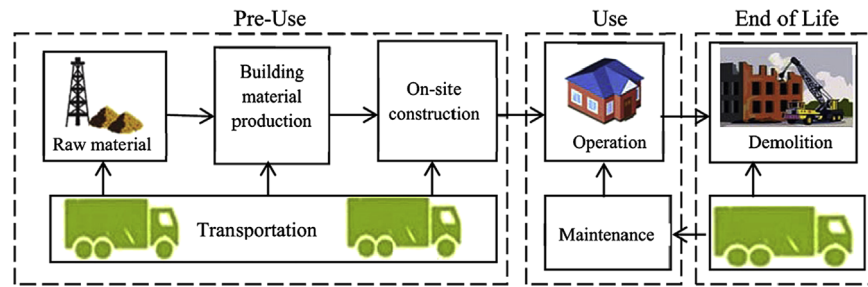 Pre-Use
Use
End of Life
Raw material
Building
material
production
On-site
construction
Operation
Demolition
Transportation
Maintenance